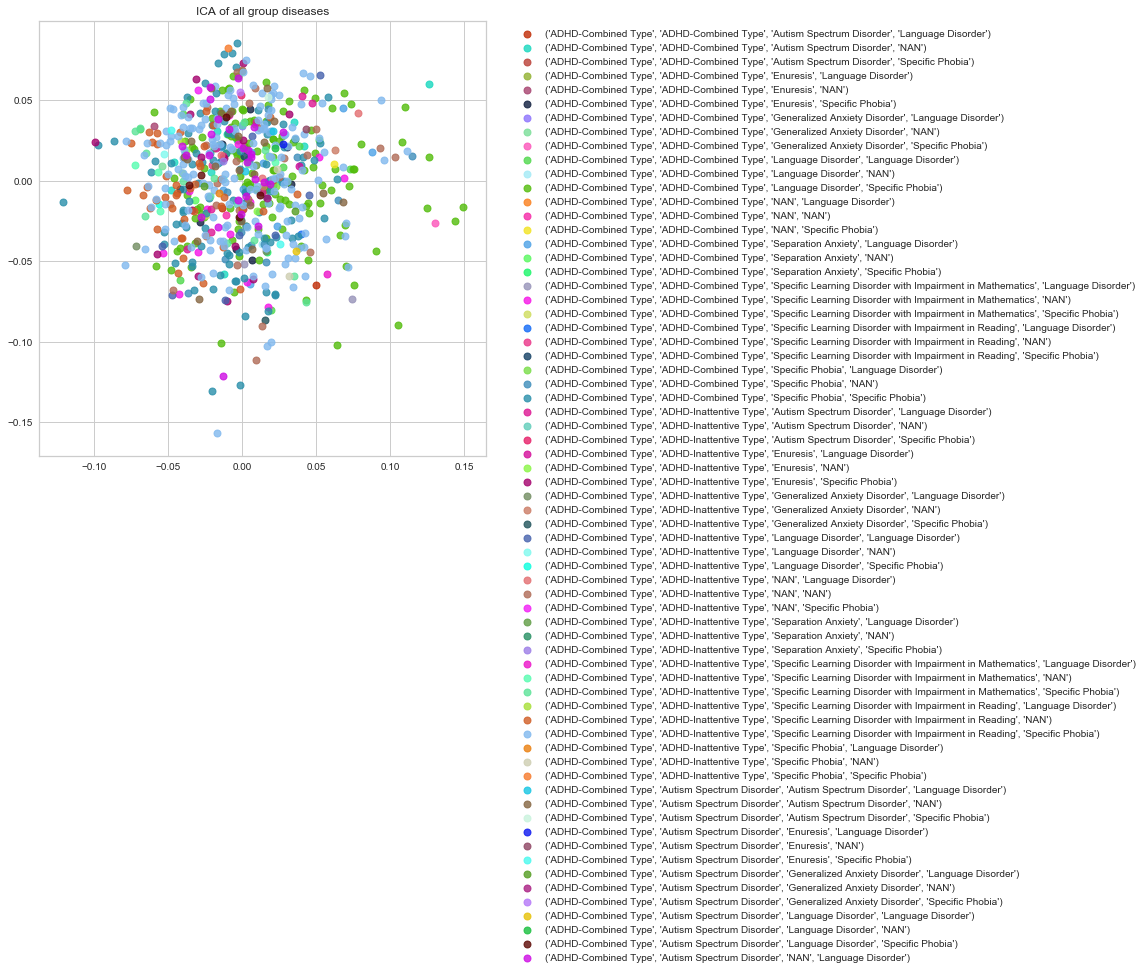 ICA of all group diseases
0.05
0.00
−0.05
−0.10
−0.15
−0.10
−0.05
0.00
0.05
0.10
0.15
('ADHD-Combined Type', 'ADHD-Combined Type', 'Autism Spectrum Disorder', 'Language Disorder')
('ADHD-Combined Type', 'ADHD-Combined Type', 'Autism Spectrum Disorder', 'NAN')
('ADHD-Combined Type', 'ADHD-Combined Type', 'Autism Spectrum Disorder', 'Specific Phobia')
('ADHD-Combined Type', 'ADHD-Combined Type', 'Enuresis', 'Language Disorder')
('ADHD-Combined Type', 'ADHD-Combined Type', 'Enuresis', 'NAN')
('ADHD-Combined Type', 'ADHD-Combined Type', 'Enuresis', 'Specific Phobia')
('ADHD-Combined Type', 'ADHD-Combined Type', 'Generalized Anxiety Disorder', 'Language Disorder')
('ADHD-Combined Type', 'ADHD-Combined Type', 'Generalized Anxiety Disorder', 'NAN')
('ADHD-Combined Type', 'ADHD-Combined Type', 'Generalized Anxiety Disorder', 'Specific Phobia')
('ADHD-Combined Type', 'ADHD-Combined Type', 'Language Disorder', 'Language Disorder')
('ADHD-Combined Type', 'ADHD-Combined Type', 'Language Disorder', 'NAN')
('ADHD-Combined Type', 'ADHD-Combined Type', 'Language Disorder', 'Specific Phobia')
('ADHD-Combined Type', 'ADHD-Combined Type', 'NAN', 'Language Disorder')
('ADHD-Combined Type', 'ADHD-Combined Type', 'NAN', 'NAN')
('ADHD-Combined Type', 'ADHD-Combined Type', 'NAN', 'Specific Phobia')
('ADHD-Combined Type', 'ADHD-Combined Type', 'Separation Anxiety', 'Language Disorder')
('ADHD-Combined Type', 'ADHD-Combined Type', 'Separation Anxiety', 'NAN')
('ADHD-Combined Type', 'ADHD-Combined Type', 'Separation Anxiety', 'Specific Phobia')
('ADHD-Combined Type', 'ADHD-Combined Type', 'Specific Learning Disorder with Impairment in Mathematics', 'Language Disorder')
('ADHD-Combined Type', 'ADHD-Combined Type', 'Specific Learning Disorder with Impairment in Mathematics', 'NAN')
('ADHD-Combined Type', 'ADHD-Combined Type', 'Specific Learning Disorder with Impairment in Mathematics', 'Specific Phobia')
('ADHD-Combined Type', 'ADHD-Combined Type', 'Specific Learning Disorder with Impairment in Reading', 'Language Disorder')
('ADHD-Combined Type', 'ADHD-Combined Type', 'Specific Learning Disorder with Impairment in Reading', 'NAN')
('ADHD-Combined Type', 'ADHD-Combined Type', 'Specific Learning Disorder with Impairment in Reading', 'Specific Phobia')
('ADHD-Combined Type', 'ADHD-Combined Type', 'Specific Phobia', 'Language Disorder')
('ADHD-Combined Type', 'ADHD-Combined Type', 'Specific Phobia', 'NAN')
('ADHD-Combined Type', 'ADHD-Combined Type', 'Specific Phobia', 'Specific Phobia')
('ADHD-Combined Type', 'ADHD-Inattentive Type', 'Autism Spectrum Disorder', 'Language Disorder')
('ADHD-Combined Type', 'ADHD-Inattentive Type', 'Autism Spectrum Disorder', 'NAN')
('ADHD-Combined Type', 'ADHD-Inattentive Type', 'Autism Spectrum Disorder', 'Specific Phobia')
('ADHD-Combined Type', 'ADHD-Inattentive Type', 'Enuresis', 'Language Disorder')
('ADHD-Combined Type', 'ADHD-Inattentive Type', 'Enuresis', 'NAN')
('ADHD-Combined Type', 'ADHD-Inattentive Type', 'Enuresis', 'Specific Phobia')
('ADHD-Combined Type', 'ADHD-Inattentive Type', 'Generalized Anxiety Disorder', 'Language Disorder')
('ADHD-Combined Type', 'ADHD-Inattentive Type', 'Generalized Anxiety Disorder', 'NAN')
('ADHD-Combined Type', 'ADHD-Inattentive Type', 'Generalized Anxiety Disorder', 'Specific Phobia')
('ADHD-Combined Type', 'ADHD-Inattentive Type', 'Language Disorder', 'Language Disorder')
('ADHD-Combined Type', 'ADHD-Inattentive Type', 'Language Disorder', 'NAN')
('ADHD-Combined Type', 'ADHD-Inattentive Type', 'Language Disorder', 'Specific Phobia')
('ADHD-Combined Type', 'ADHD-Inattentive Type', 'NAN', 'Language Disorder')
('ADHD-Combined Type', 'ADHD-Inattentive Type', 'NAN', 'NAN')
('ADHD-Combined Type', 'ADHD-Inattentive Type', 'NAN', 'Specific Phobia')
('ADHD-Combined Type', 'ADHD-Inattentive Type', 'Separation Anxiety', 'Language Disorder')
('ADHD-Combined Type', 'ADHD-Inattentive Type', 'Separation Anxiety', 'NAN')
('ADHD-Combined Type', 'ADHD-Inattentive Type', 'Separation Anxiety', 'Specific Phobia')
('ADHD-Combined Type', 'ADHD-Inattentive Type', 'Specific Learning Disorder with Impairment in Mathematics', 'Language Disorder')
('ADHD-Combined Type', 'ADHD-Inattentive Type', 'Specific Learning Disorder with Impairment in Mathematics', 'NAN')
('ADHD-Combined Type', 'ADHD-Inattentive Type', 'Specific Learning Disorder with Impairment in Mathematics', 'Specific Phobia')
('ADHD-Combined Type', 'ADHD-Inattentive Type', 'Specific Learning Disorder with Impairment in Reading', 'Language Disorder')
('ADHD-Combined Type', 'ADHD-Inattentive Type', 'Specific Learning Disorder with Impairment in Reading', 'NAN')
('ADHD-Combined Type', 'ADHD-Inattentive Type', 'Specific Learning Disorder with Impairment in Reading', 'Specific Phobia')
('ADHD-Combined Type', 'ADHD-Inattentive Type', 'Specific Phobia', 'Language Disorder')
('ADHD-Combined Type', 'ADHD-Inattentive Type', 'Specific Phobia', 'NAN')
('ADHD-Combined Type', 'ADHD-Inattentive Type', 'Specific Phobia', 'Specific Phobia')
('ADHD-Combined Type', 'Autism Spectrum Disorder', 'Autism Spectrum Disorder', 'Language Disorder')
('ADHD-Combined Type', 'Autism Spectrum Disorder', 'Autism Spectrum Disorder', 'NAN')
('ADHD-Combined Type', 'Autism Spectrum Disorder', 'Autism Spectrum Disorder', 'Specific Phobia')
('ADHD-Combined Type', 'Autism Spectrum Disorder', 'Enuresis', 'Language Disorder')
('ADHD-Combined Type', 'Autism Spectrum Disorder', 'Enuresis', 'NAN')
('ADHD-Combined Type', 'Autism Spectrum Disorder', 'Enuresis', 'Specific Phobia')
('ADHD-Combined Type', 'Autism Spectrum Disorder', 'Generalized Anxiety Disorder', 'Language Disorder')
('ADHD-Combined Type', 'Autism Spectrum Disorder', 'Generalized Anxiety Disorder', 'NAN')
('ADHD-Combined Type', 'Autism Spectrum Disorder', 'Generalized Anxiety Disorder', 'Specific Phobia')
('ADHD-Combined Type', 'Autism Spectrum Disorder', 'Language Disorder', 'Language Disorder')
('ADHD-Combined Type', 'Autism Spectrum Disorder', 'Language Disorder', 'NAN')
('ADHD-Combined Type', 'Autism Spectrum Disorder', 'Language Disorder', 'Specific Phobia')
('ADHD-Combined Type', 'Autism Spectrum Disorder', 'NAN', 'Language Disorder')